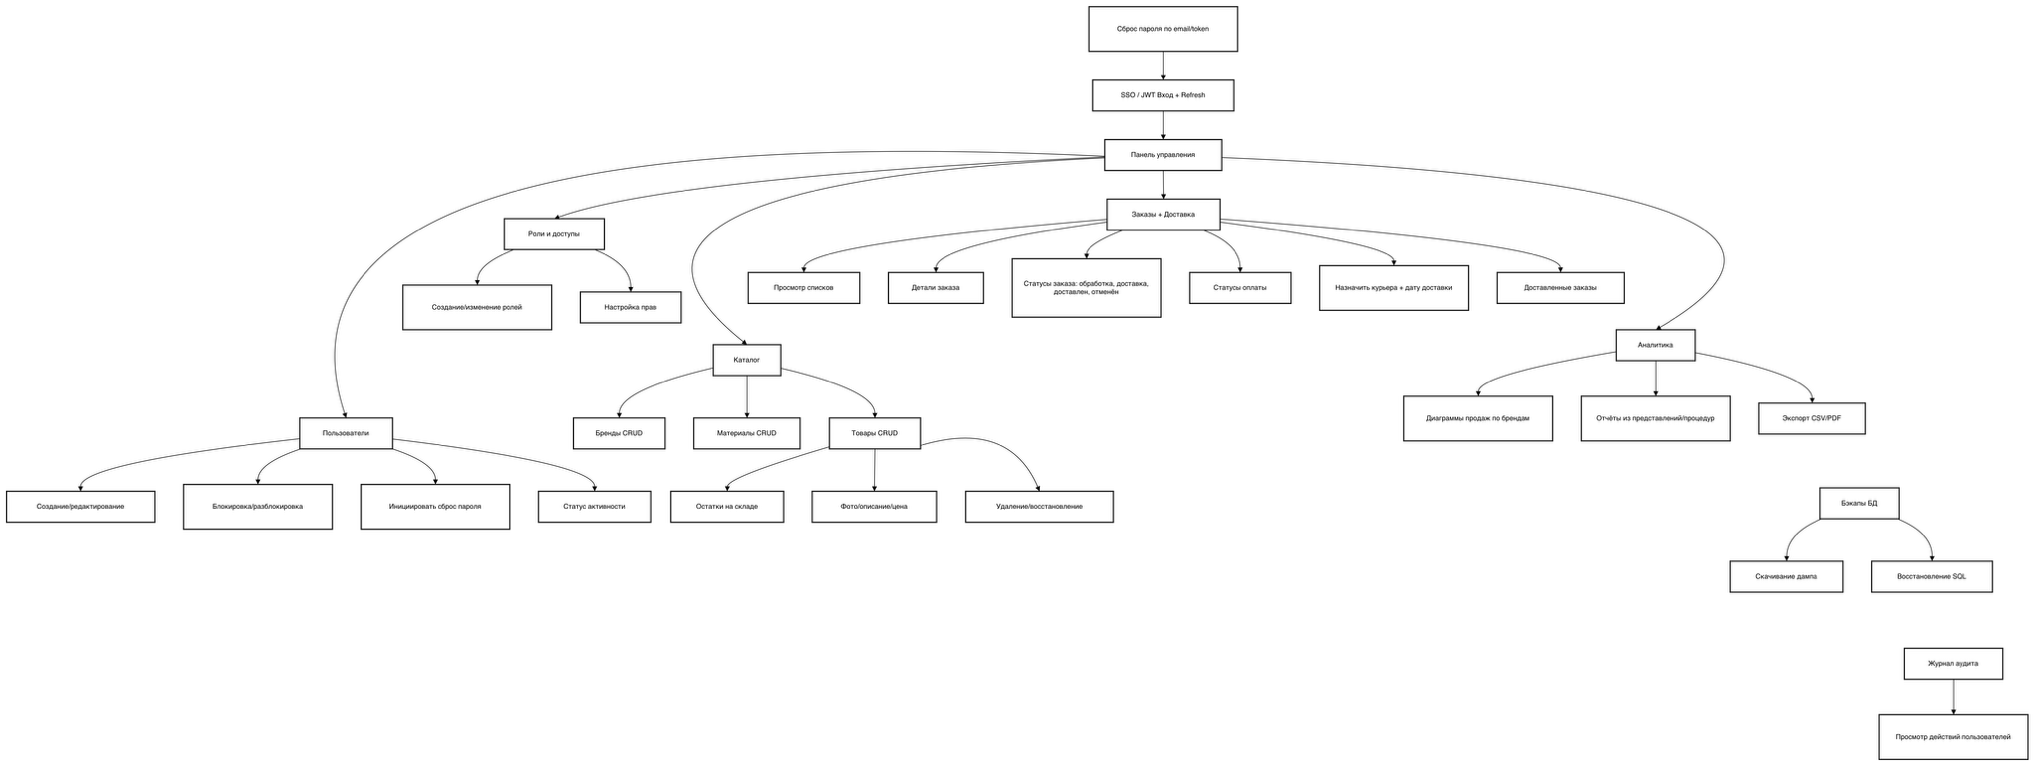 Сброс пароля по email/token
SSO / JWT Вход + Refresh
Панель управления
Заказы + Доставка
Роли и доступы
Просмотр списков
Детали заказа
Статусы заказа: обработка, доставка,
доставлен, отменён
Статусы оплаты
Назначить курьера + дату доставки
Доставленные заказы
Создание/изменение ролей
Настройка прав
Аналитика
Каталог
Диаграммы продаж по брендам
Отчёты из представлений/процедур
Экспорт CSV/PDF
Пользователи
Бренды CRUD
Материалы CRUD
Товары CRUD
Создание/редактирование
Блокировка/разблокировка
Инициировать сброс пароля
Статус активности
Остатки на складе
Фото/описание/цена
Удаление/восстановление
Бэкапы БД
Скачивание дампа
Восстановление SQL
Журнал аудита
Просмотр действий пользователей